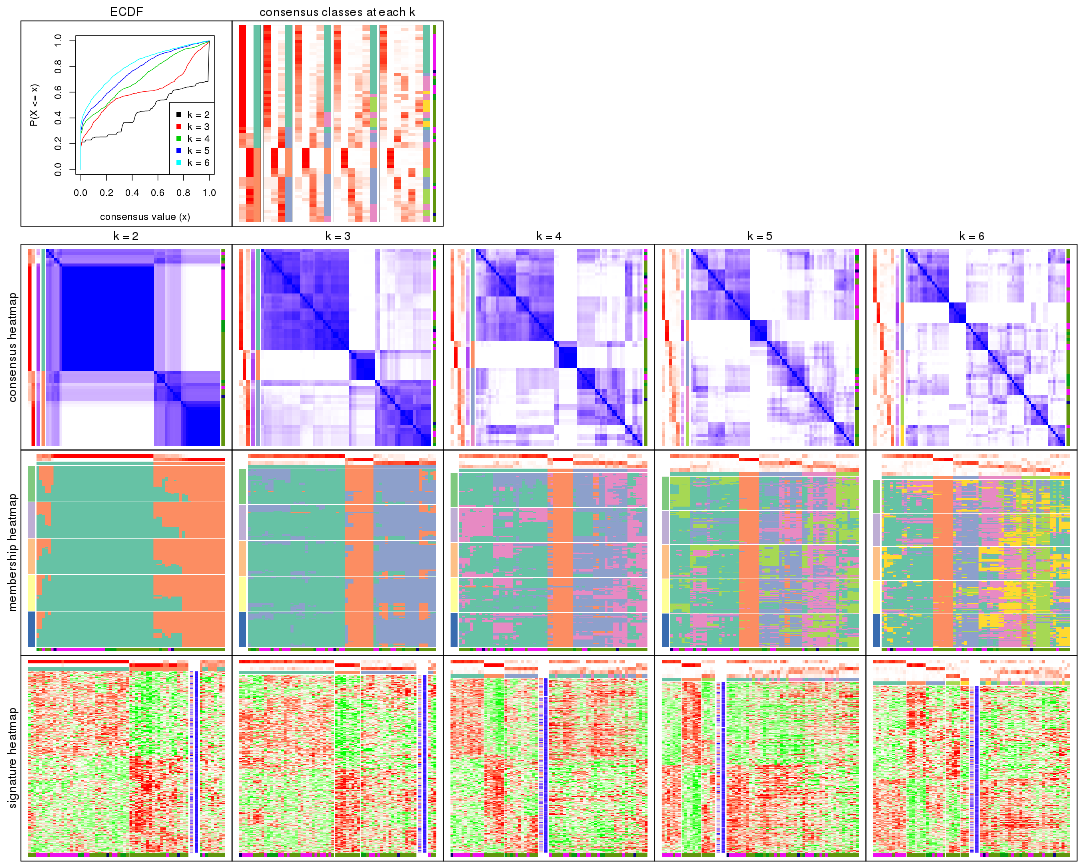 ECDF
consensus classes at each k
P(X <= x)
0.0 0.2 0.4 0.6 0.8 1.0
k = 2
k = 3
k = 4
k = 5
k = 6
0.0 0.2 0.4 0.6 0.8 1.0
consensus value (x)
k = 2
k = 3
k = 4
k = 5
k = 6
consensus heatmap
membership heatmap
signature heatmap